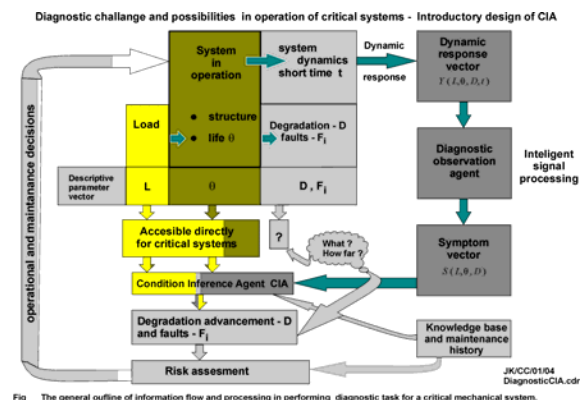 Diagnostic challange and possibilities in operation of critical systems - Introductory design of CIA
System
in
operation
system
dynamics
short time t
Dynamic
response
Dynamic
response
vector
Y(L,θ,D,t)
Load
• structure
• life θ
Degradation - D
faults - Fi
Diagnostic
observation
agent
Inteligent
signal
processing
Descriptive
parameter
vector
L
θ
D, Fi
Accesible directly
for critical systems
?
What ?
How far ?
Symptom
vector
S(L,θ,D)
Condition Inference Agent CIA
Degradation advancement - D
and faults - Fi
Knowledge base
and maintenance
history
Risk assesment
operational and maintanance decisions
JK/CC/01/04
DiagnosticCIA.cdr
Fig The general outline of information flow and processing in performing diagnostic task for a critical mechanical system.